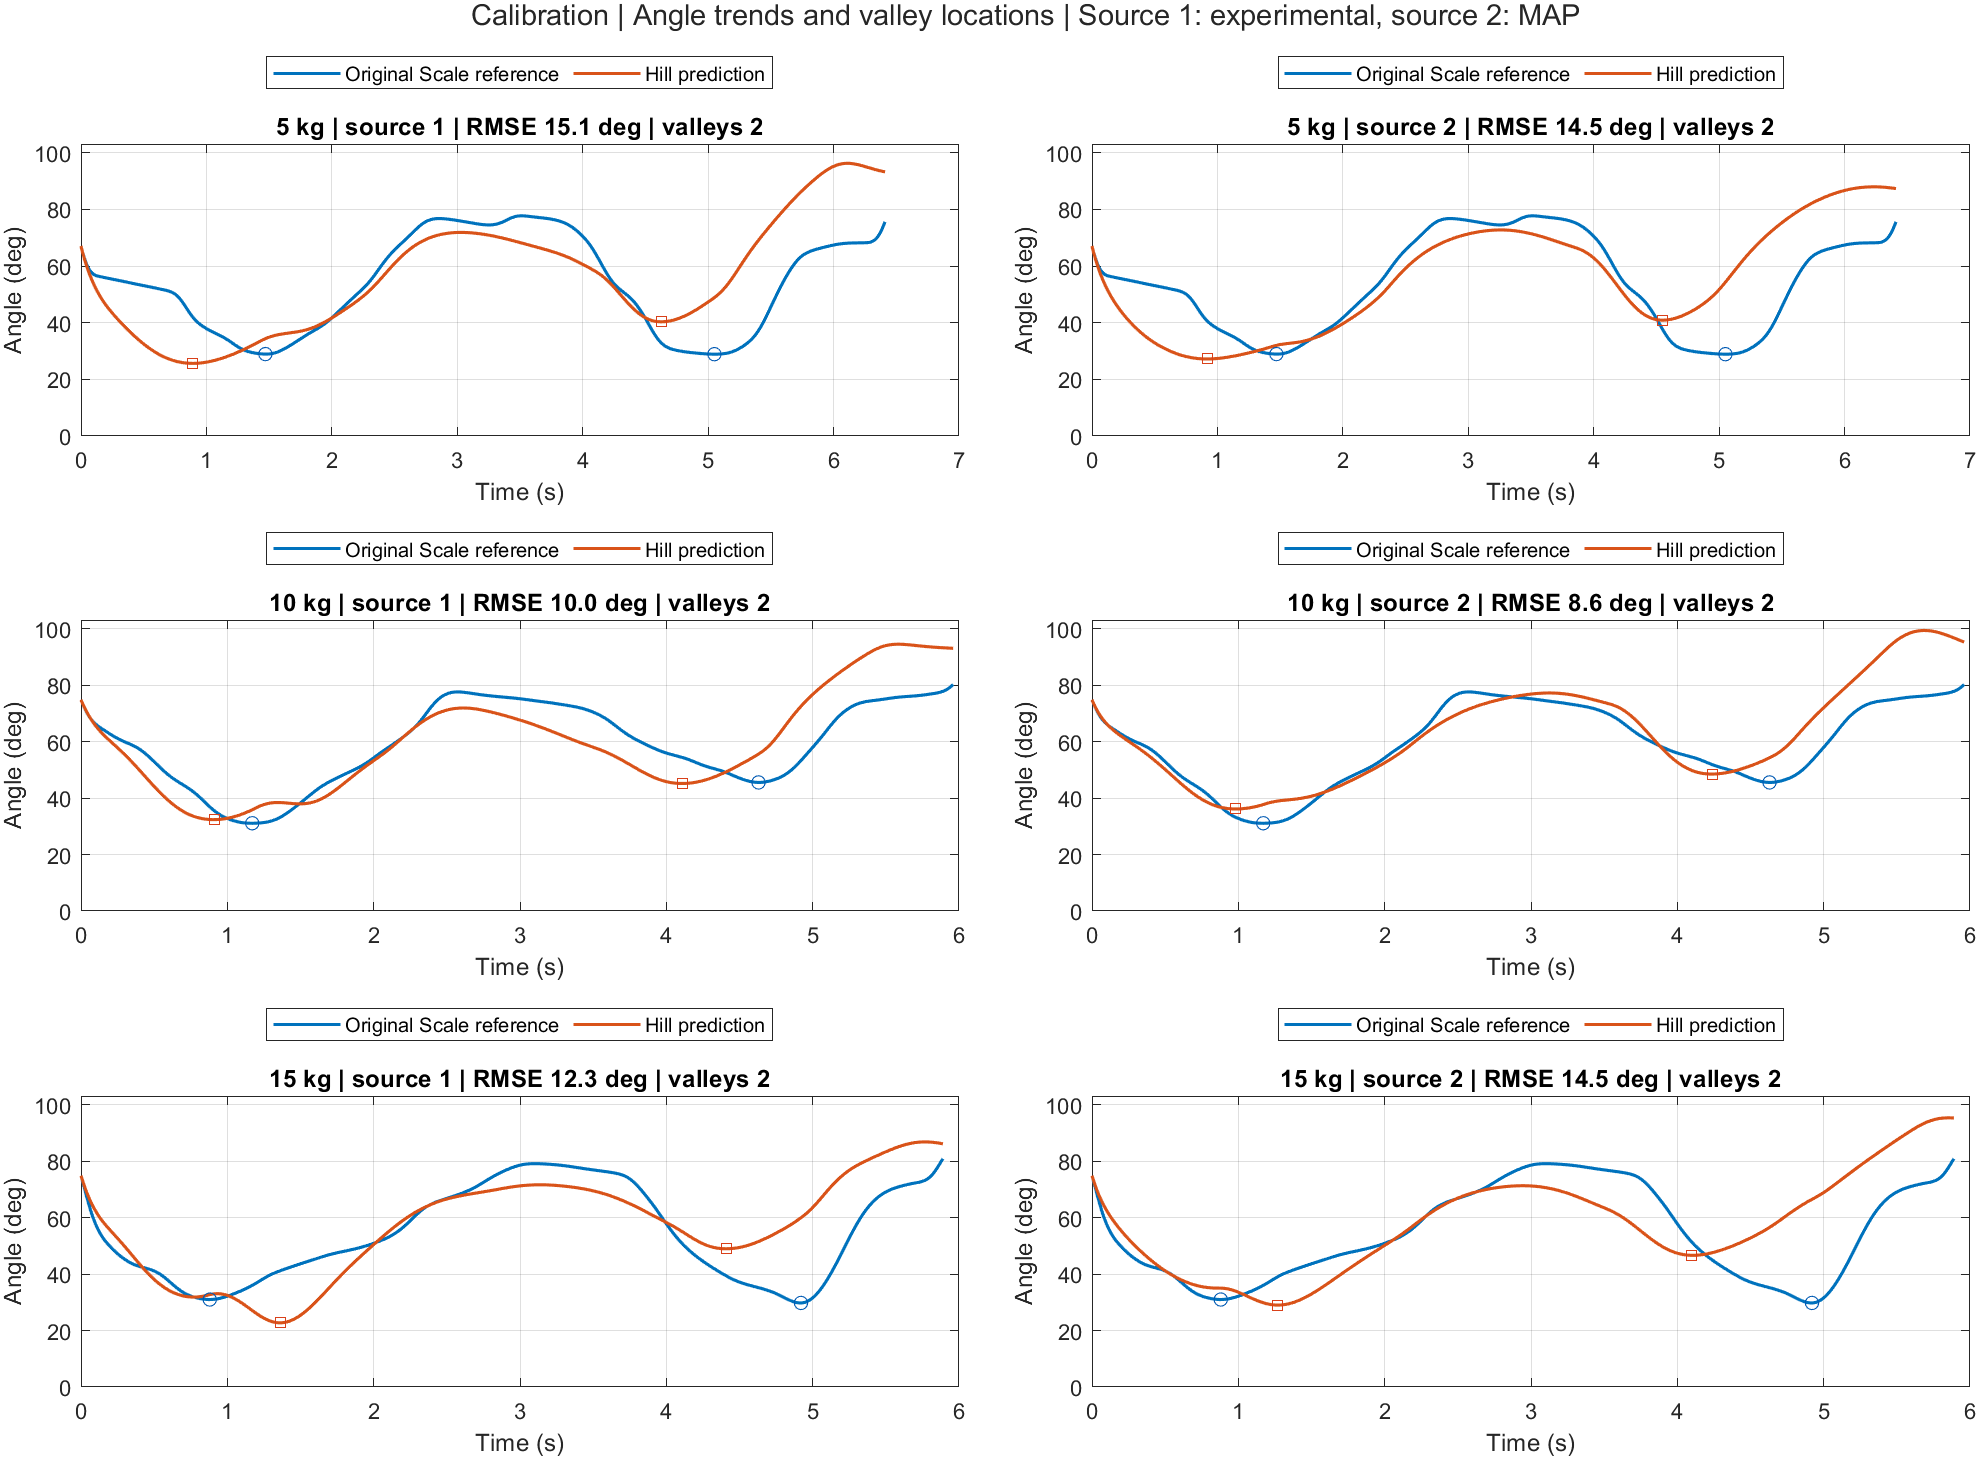 Calibration | Angle trends and valley locations | Source 1: experimental, source 2: MAP
Original Scale reference Hill prediction
5 kg | source 1 | RMSE 15.1 deg | valleys 2
Angle (deg)
100
80
60
40
20
0
0 1 2 3 4 5 6 7
Time (s)
Original Scale reference Hill prediction
5 kg | source 2 | RMSE 14.5 deg | valleys 2
Angle (deg)
100
80
60
40
20
0
0 1 2 3 4 5 6 7
Time (s)
Original Scale reference Hill prediction
10 kg | source 1 | RMSE 10.0 deg | valleys 2
Angle (deg)
100
80
60
40
20
0
0 1 2 3 4 5 6
Time (s)
Original Scale reference Hill prediction
10 kg | source 2 | RMSE 8.6 deg | valleys 2
Angle (deg)
100
80
60
40
20
0
0 1 2 3 4 5 6
Time (s)
Original Scale reference Hill prediction
15 kg | source 1 | RMSE 12.3 deg | valleys 2
Angle (deg)
100
80
60
40
20
0
0 1 2 3 4 5 6
Time (s)
Original Scale reference Hill prediction
15 kg | source 2 | RMSE 14.5 deg | valleys 2
Angle (deg)
100
80
60
40
20
0
0 1 2 3 4 5 6
Time (s)